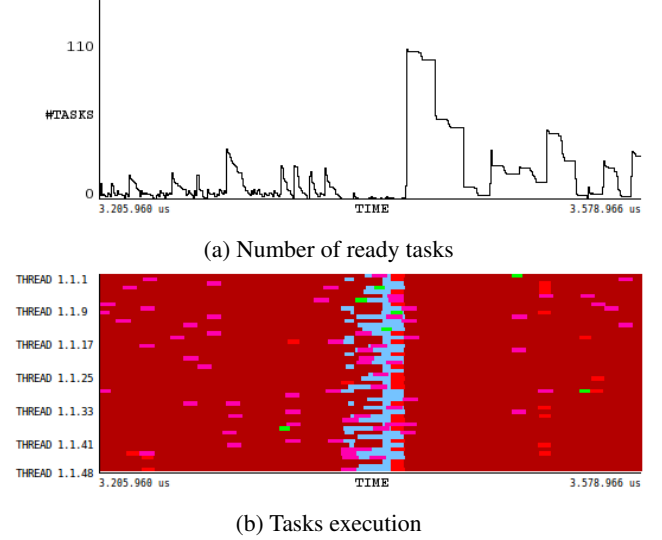 110
#TASKS
0
3.205.960 us TIME 3.578.966 us
(a) Number of ready tasks
THREAD 1.1.1
THREAD 1.1.9
THREAD 1.1.17
THREAD 1.1.25
THREAD 1.1.33
THREAD 1.1.41
THREAD 1.1.48
3.205.960 us TIME 3.578.966 us
(b) Tasks execution